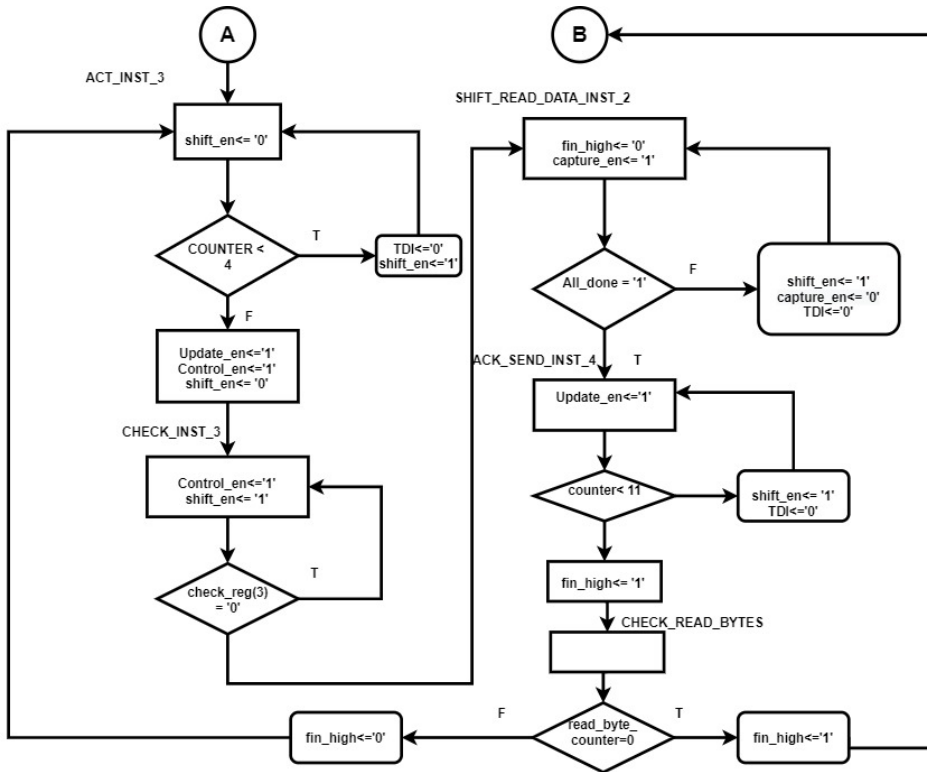 A
ACT_INST_3
shift_en<= '0'
COUNTER <
4
T
TDI<='0'
shift_en<='1'
F
Update_en<='1'
Control_en<='1'
shift_en<= '0'
CHECK_INST_3
Control_en<='1'
shift_en<= '1'
check_reg(3)
= '0'
T
B
SHIFT_READ_DATA_INST_2
fin_high<= '0'
capture_en<= '1'
All_done = '1'
F
shift_en<= '1'
capture_en<= '0'
TDI<='0'
ACK_SEND_INST_4
T
Update_en<='1'
counter< 11
shift_en<= '1'
TDI<='0'
fin_high<= '1'
CHECK_READ_BYTES
read_byte_
counter=0
F
fin_high<='0'
T
fin_high<='1'